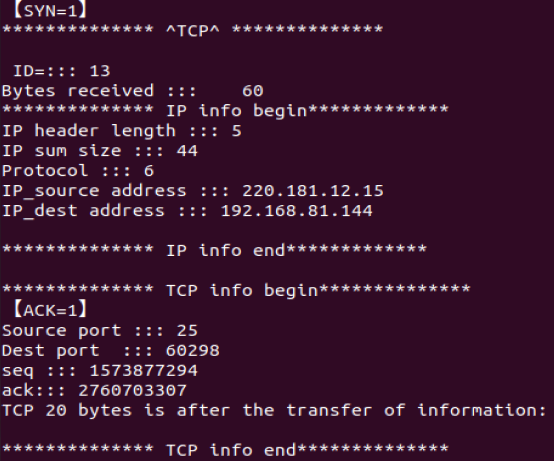 【SYN=1】
************** ^TCP^ **************
ID=::: 13
Bytes received :::    60
************** IP info begin*************
IP header length ::: 5
IP sum size ::: 44
Protocol ::: 6
IP_source address ::: 220.181.12.15
IP_dest address ::: 192.168.81.144
************** IP info end*************
************** TCP info begin**************
【ACK=1】
Source port ::: 25
Dest port  ::: 60298
seq ::: 1573877294
ack::: 2760703307
TCP 20 bytes is after the transfer of information:
************** TCP info end**************